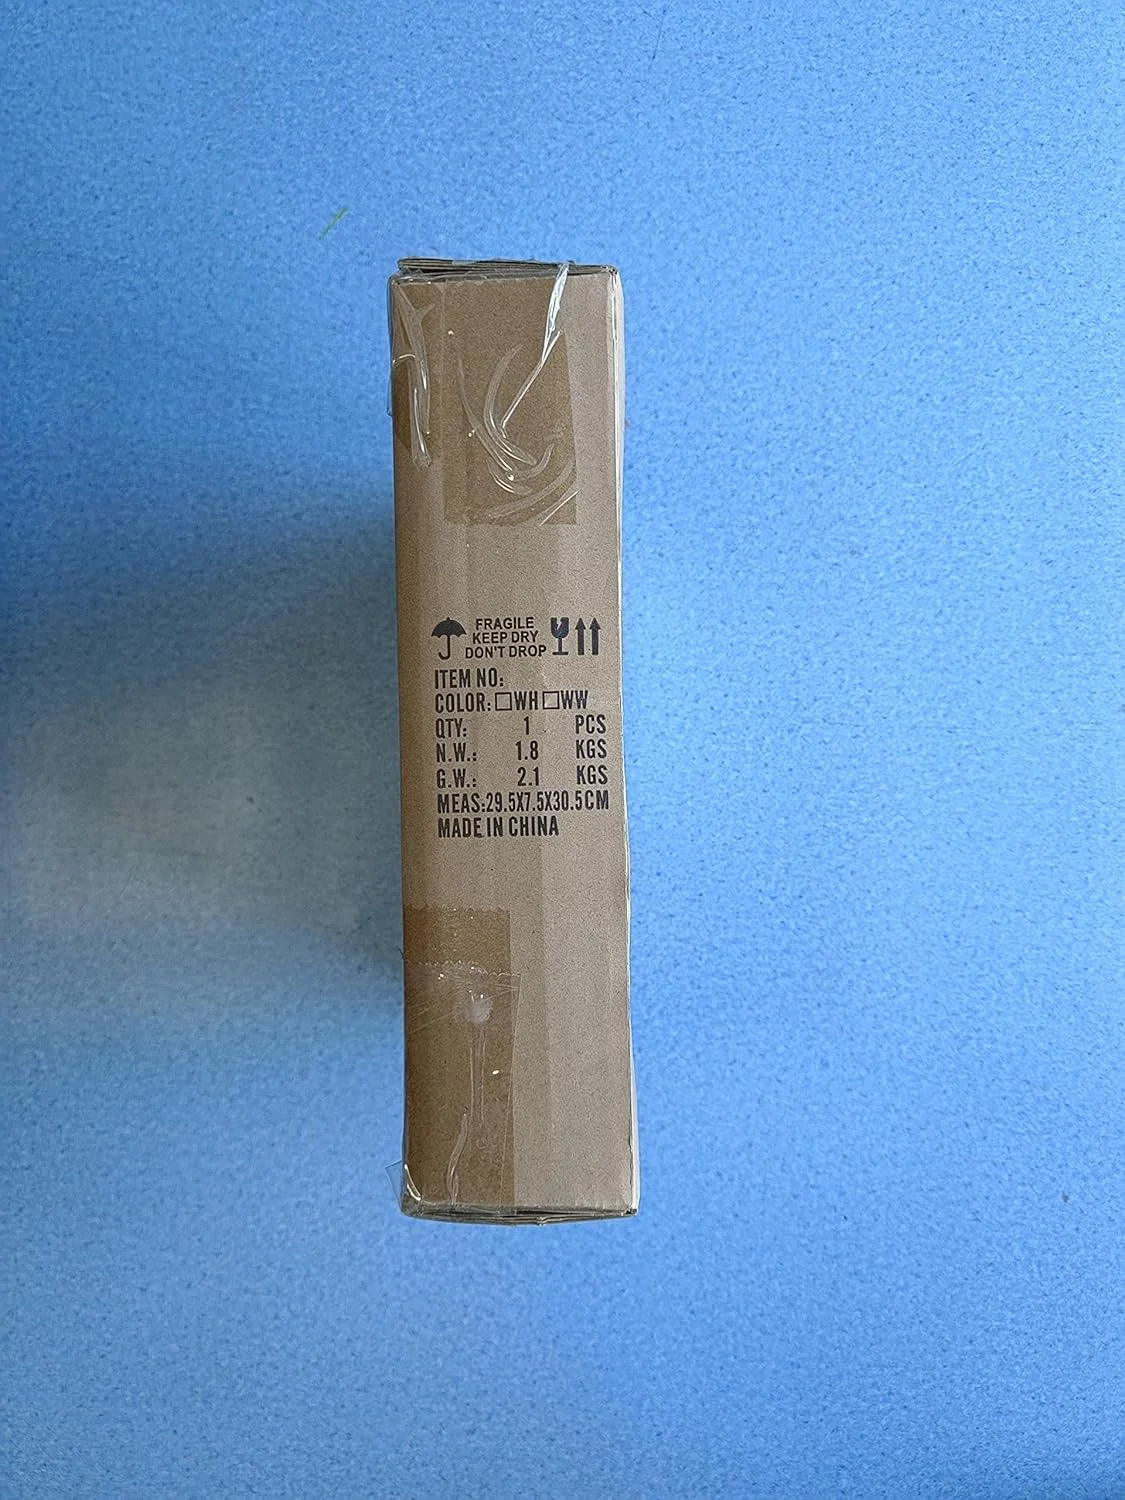 FRAGILE
KEEP DRY
DON'T DROP
ITEM NO:
COLOR: □WH □WW
QTY: 1 PCS
N.W.: 1.8 KGS
G.W.: 2.1 KGS
MEAS:29.5X7.5X30.5CM
MADE IN CHINA